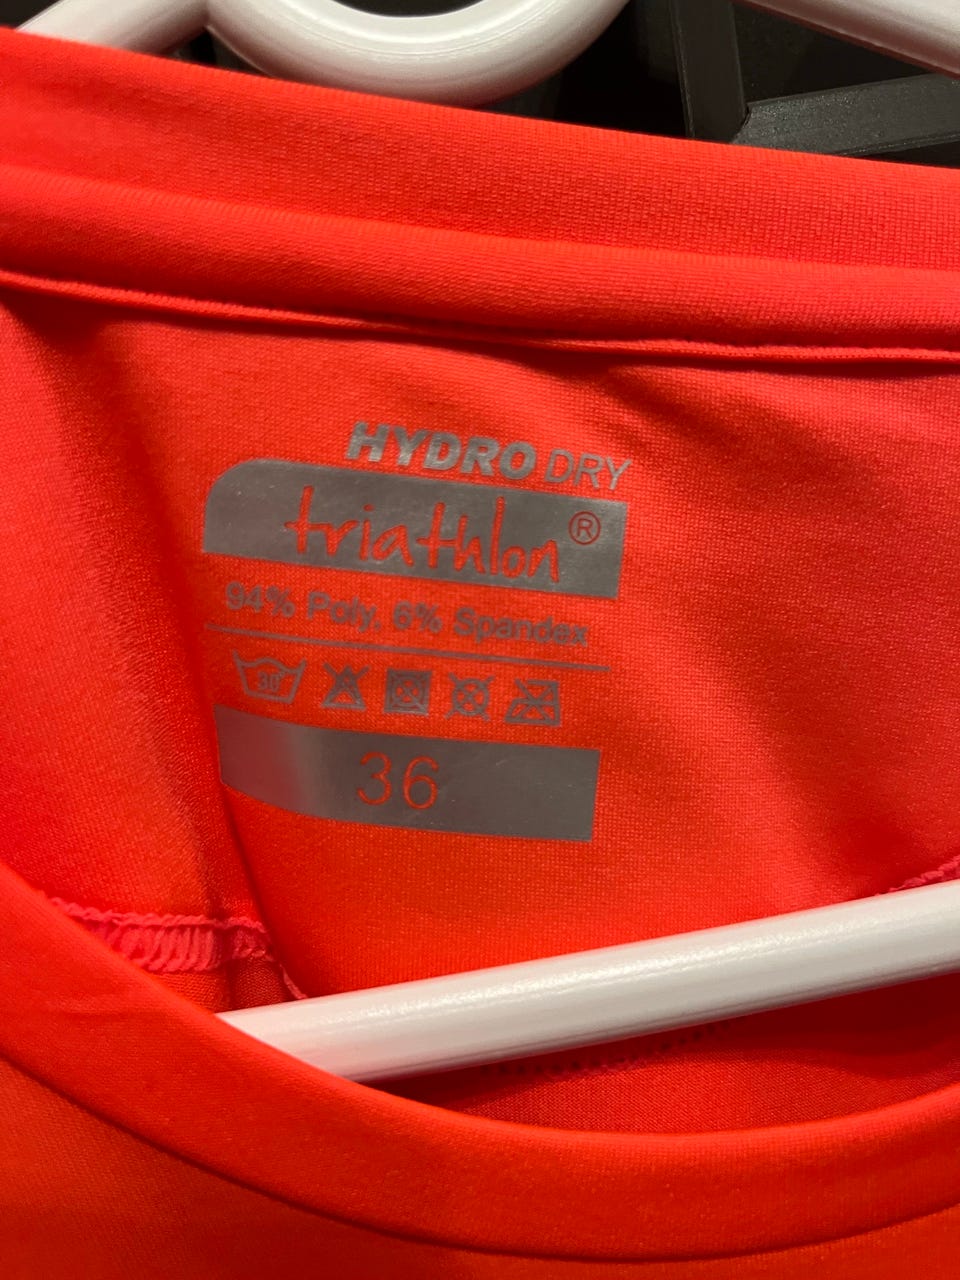 HYDRO DRY
triathlon®
94% Poly, 6% Spandex
30°
36